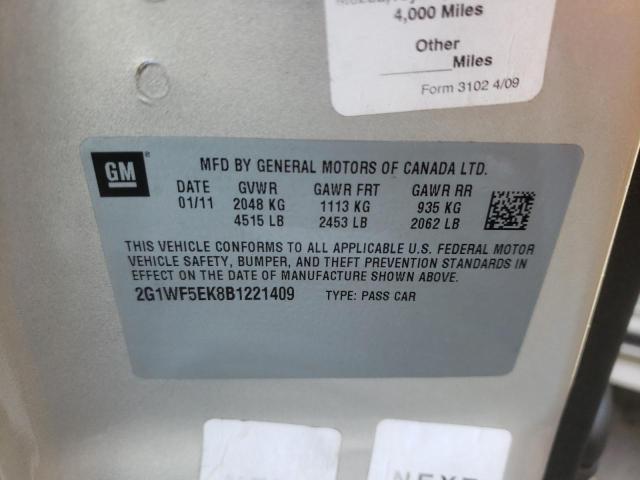 4,000 Miles
Other
______Miles
Form 3102 4/09
GM
MFD BY GENERAL MOTORS OF CANADA LTD.
DATE GVWR GAWR FRT GAWR RR
01/11 2048 KG 1113 KG 935 KG
4515 LB 2453 LB 2062 LB
THIS VEHICLE CONFORMS TO ALL APPLICABLE U.S. FEDERAL MOTOR
VEHICLE SAFETY, BUMPER, AND THEFT PREVENTION STANDARDS IN
EFFECT ON THE DATE OF MANUFACTURE SHOWN ABOVE.
2G1WF5EK8B1221409 TYPE: PASS CAR